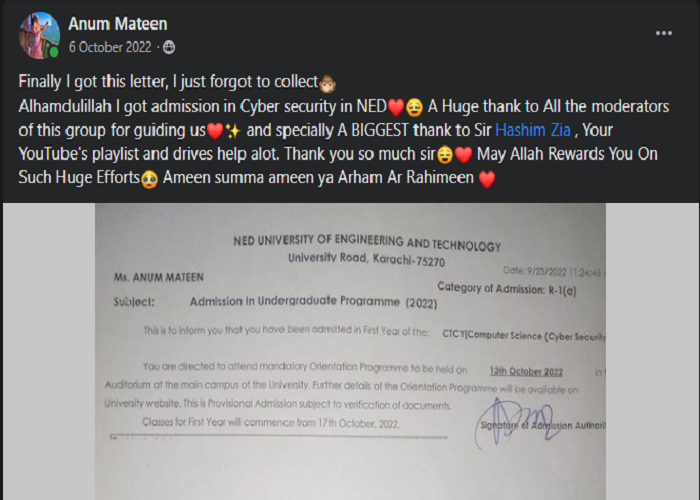 Anum Mateen
6 October 2022 ·
Finally I got this letter, I just forgot to collect🙊
Alhamdulillah I got admission in Cyber security in NED❤️😌 A Huge thank to All the moderators
of this group for guiding us❤️✨ and specially A BIGGEST thank to Sir Hashim Zia , Your
YouTube's playlist and drives help alot. Thank you so much sir😌❤️ May Allah Rewards You On
Such Huge Efforts🥺 Ameen summa ameen ya Arham Ar Rahimeen ❤️
NED UNIVERSITY OF ENGINEERING AND TECHNOLOGY
University Road, Karachi-75270
Date: 9/23/2022
Ms. ANUM MATEEN
Category of Admission: R-1(a)
Subject: Admission in Undergraduate Programme (2022)
This is to inform you that you have been admitted in First Year of the: CTCY|Computer Science (Cyber Security
You are directed to attend mandatory Orientation Programme to be held on 13th October 2022 in
Auditorium at the main campus of the University. Further details of the Orientation Programme will be available on
University website. This is Provisional Admission subject to verification of documents.
Classes for First Year will commence from 17th October, 2022.
Signature of Admission Authori